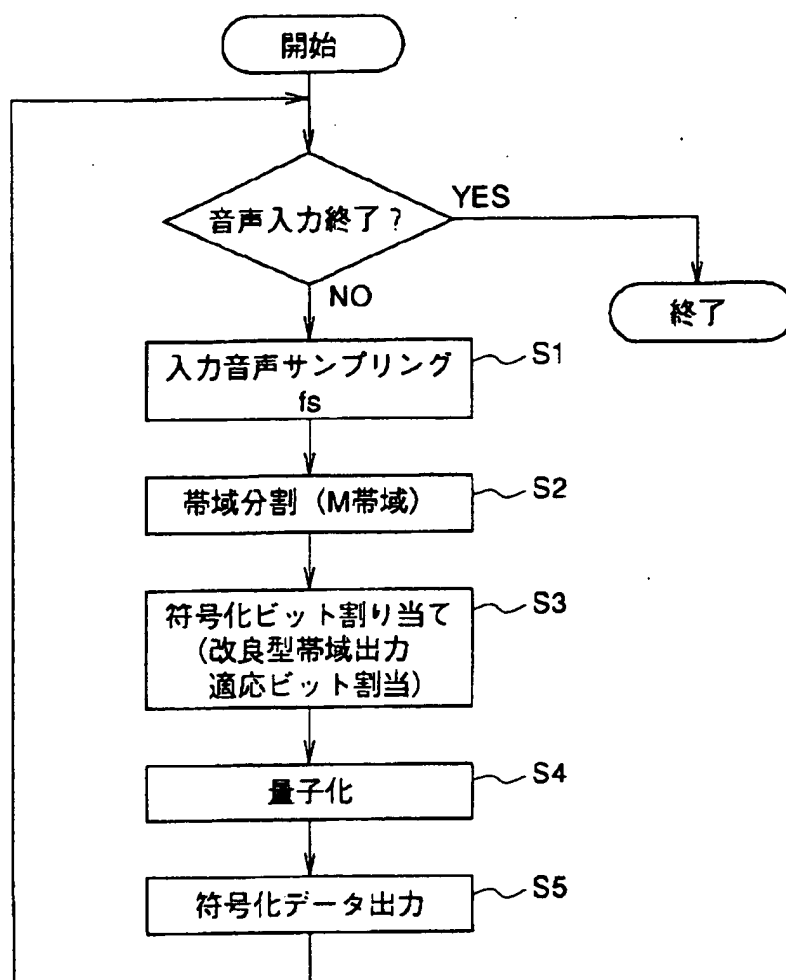 開始
音声入力終了?
YES
NO
終了
入力音声サンプリング
fs
S1
帯域分割 (M帯域)
S2
符号化ビット割り当て
(改良型帯域出力
適応ビット割当)
S3
量子化
S4
符号化データ出力
S5